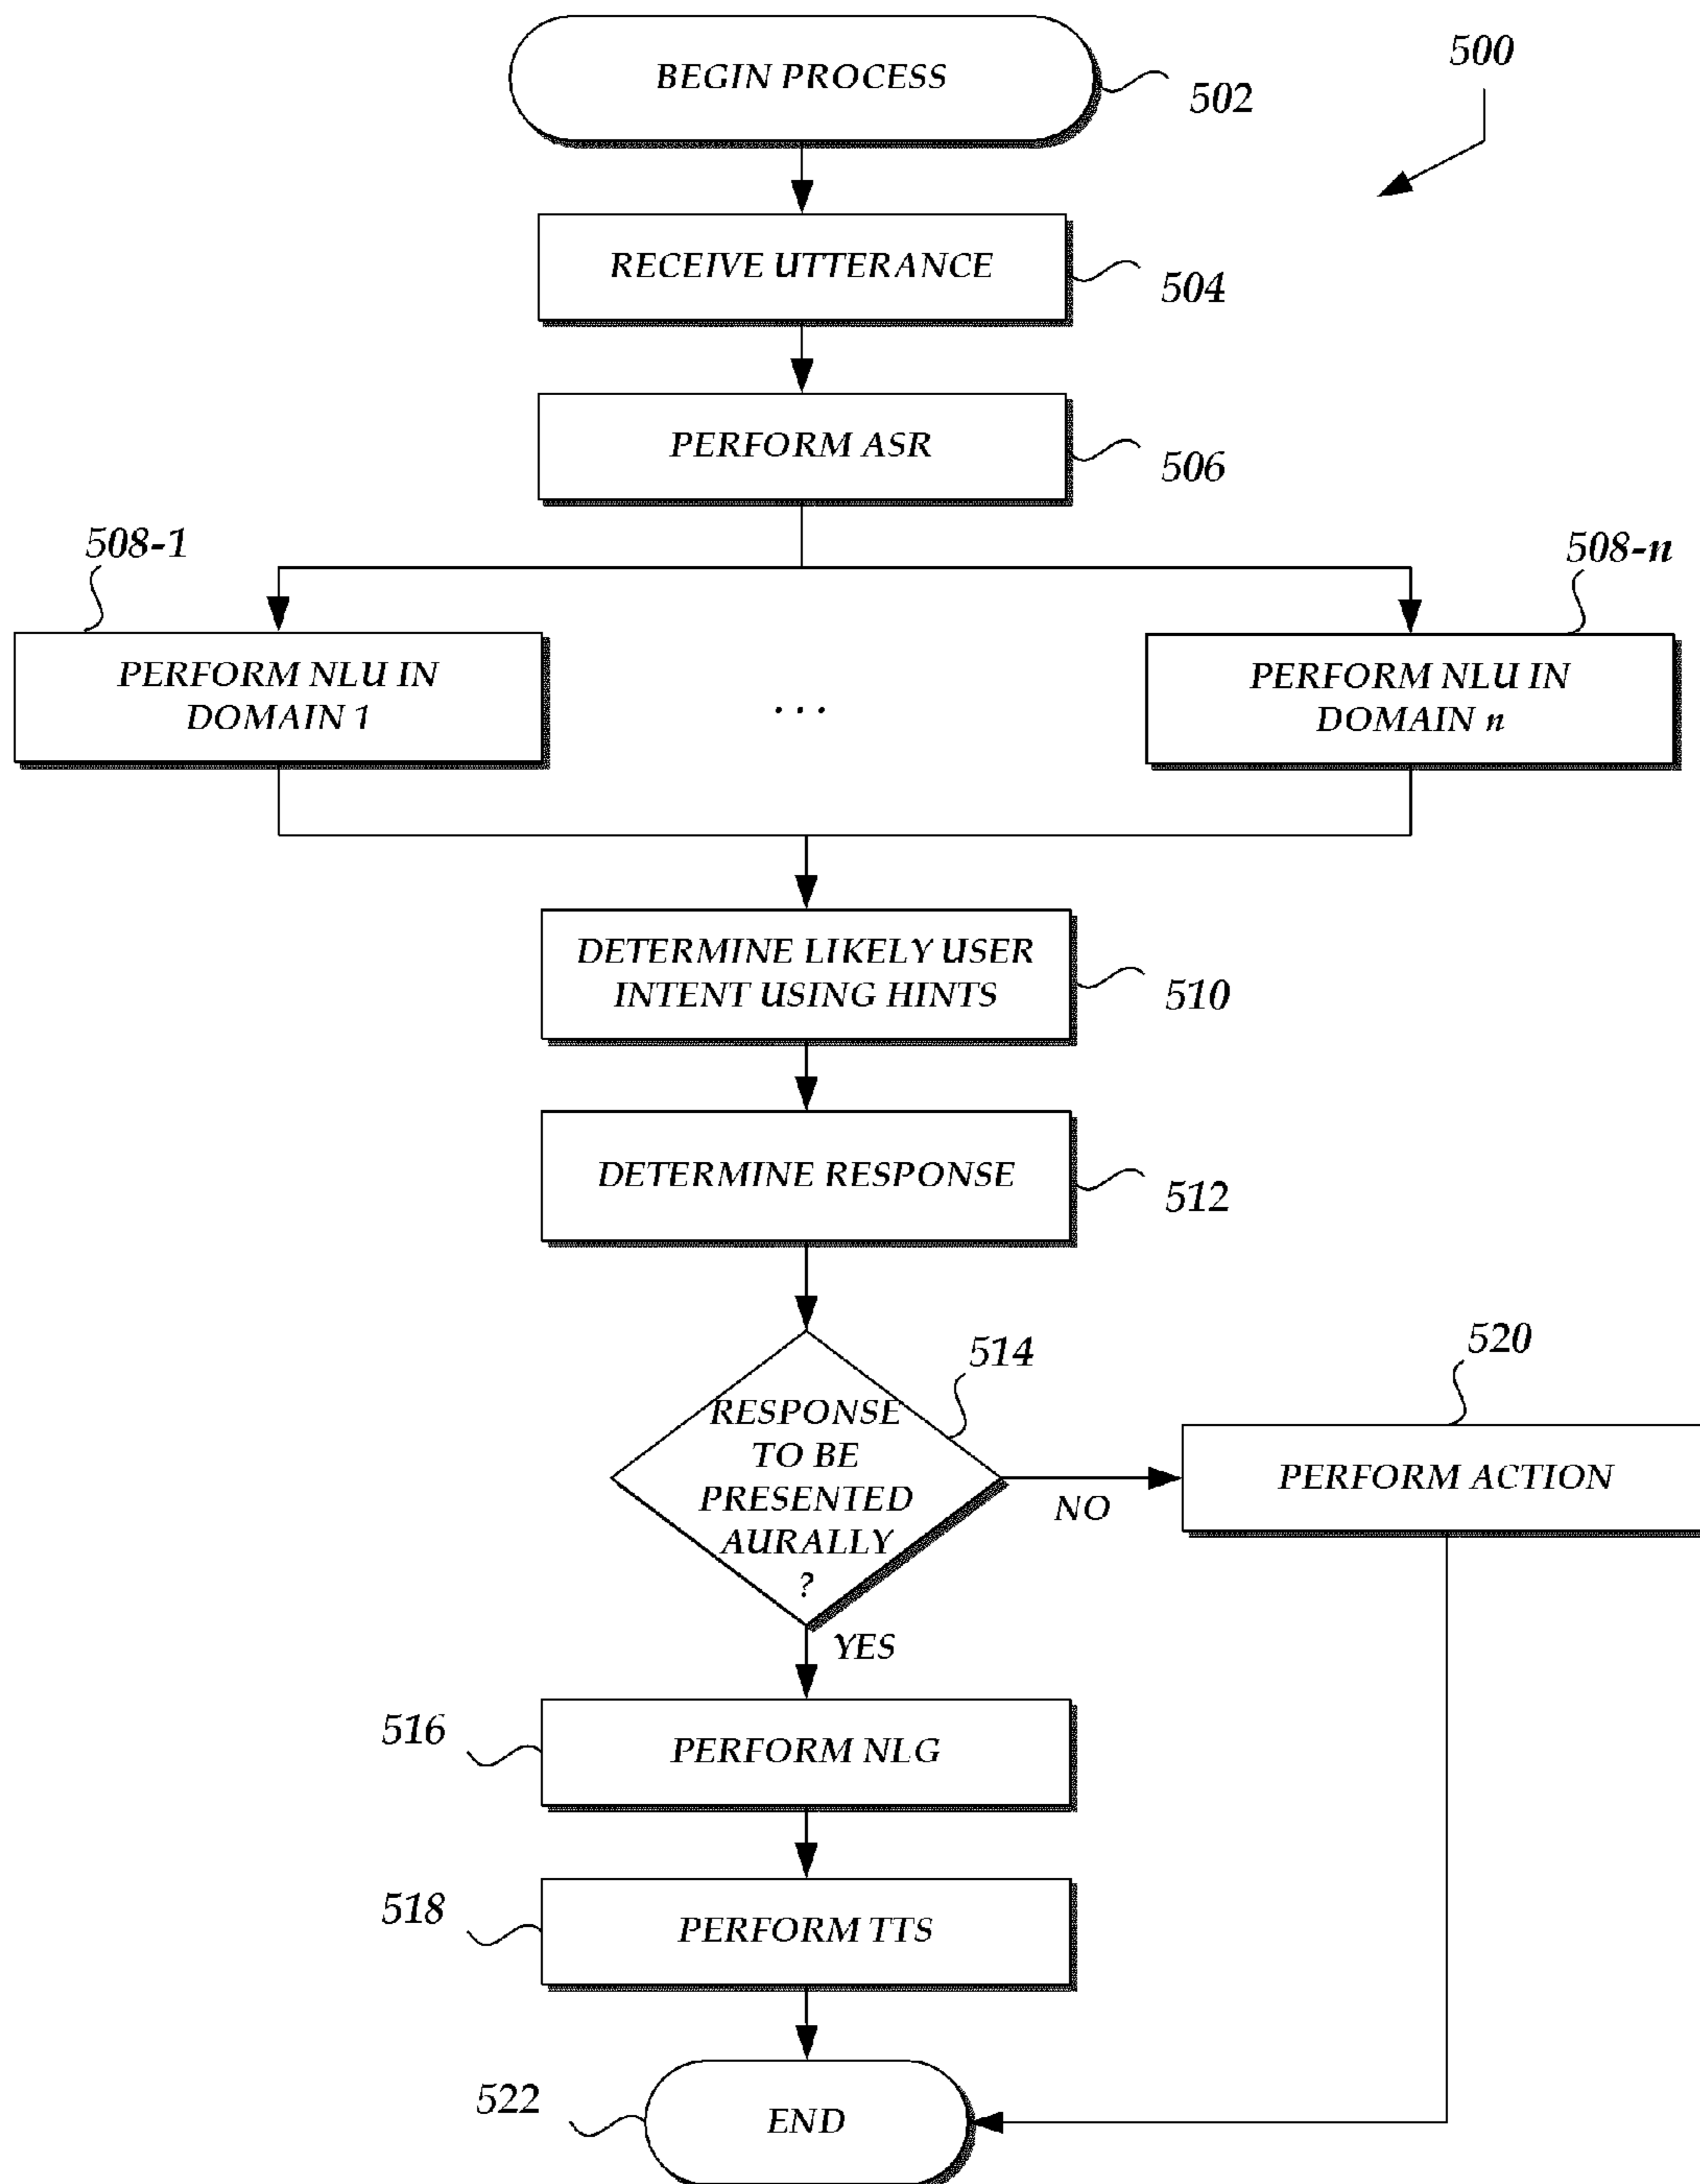 BEGIN PROCESS
500
502
RECEIVE UTTERANCE
504
PERFORM ASR
506
508-1
508-n
PERFORM NLU IN
DOMAIN 1
...
PERFORM NLU IN
DOMAIN n
DETERMINE LIKELY USER
INTENT USING HINTS
510
DETERMINE RESPONSE
512
514
RESPONSE
TO BE
PRESENTED
AURALLY
?
NO
520
PERFORM ACTION
YES
516
PERFORM NLG
518
PERFORM TTS
522
END